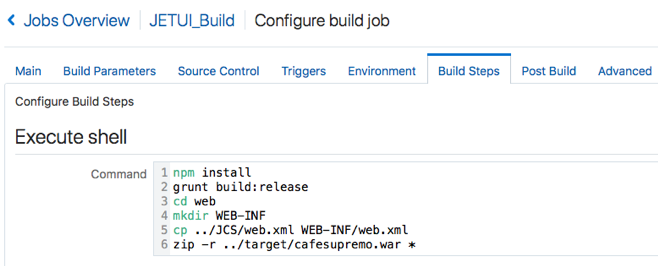 Jobs Overview JETUI_Build Configure build job
Main Build Parameters Source Control Triggers Environment Build Steps Post Build Advanced
Configure Build Steps
Execute shell
Command 1 npm install
2 grunt build:release
3 cd web
4 mkdir WEB-INF
5 cp ../JCS/web.xml WEB-INF/web.xml
6 zip -r ../target/cafesupremo.war *